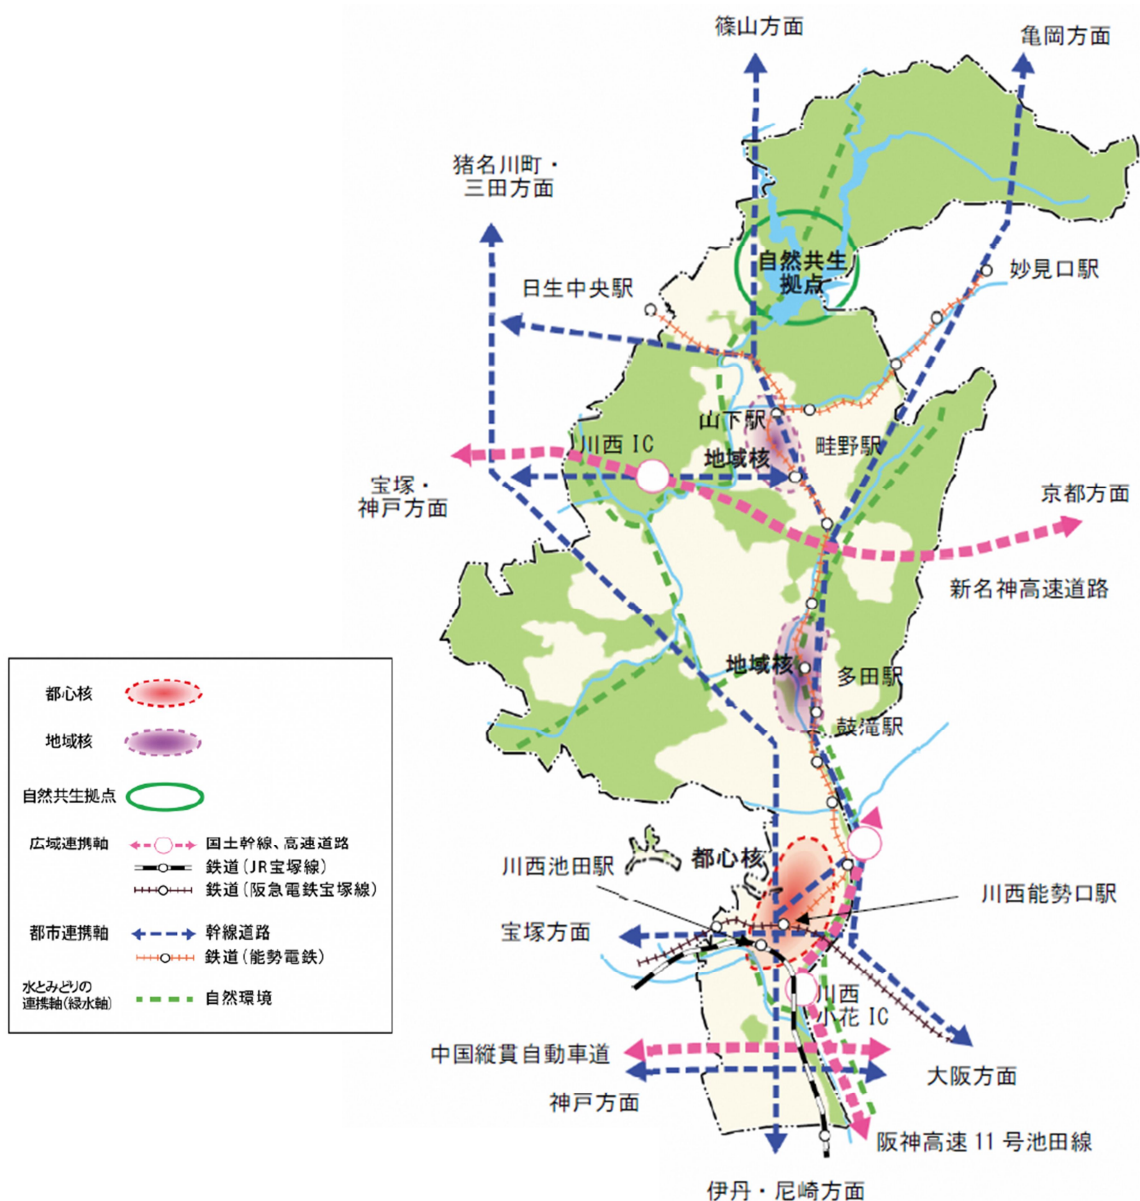 篠山方面
亀岡方面
猪名川町・
三田方面
自然共生
拠点
妙見口駅
日生中央駅
山下駅
畦野駅
川西 IC
地域核
宝塚・
神戸方面
京都方面
新名神高速道路
地域核
多田駅
鼓滝駅
都心核
地域核
自然共生拠点
広域連携軸
国土幹線、高速道路
鉄道(JR宝塚線)
鉄道(阪急電鉄宝塚線)
都市連携軸
幹線道路
鉄道(能勢電鉄)
水とみどりの
連携軸(緑水軸)
自然環境
川西池田駅
都心核
川西能勢口駅
宝塚方面
川西
小花 IC
中国縦貫自動車道
神戸方面
大阪方面
阪神高速 11 号池田線
伊丹・尼崎方面